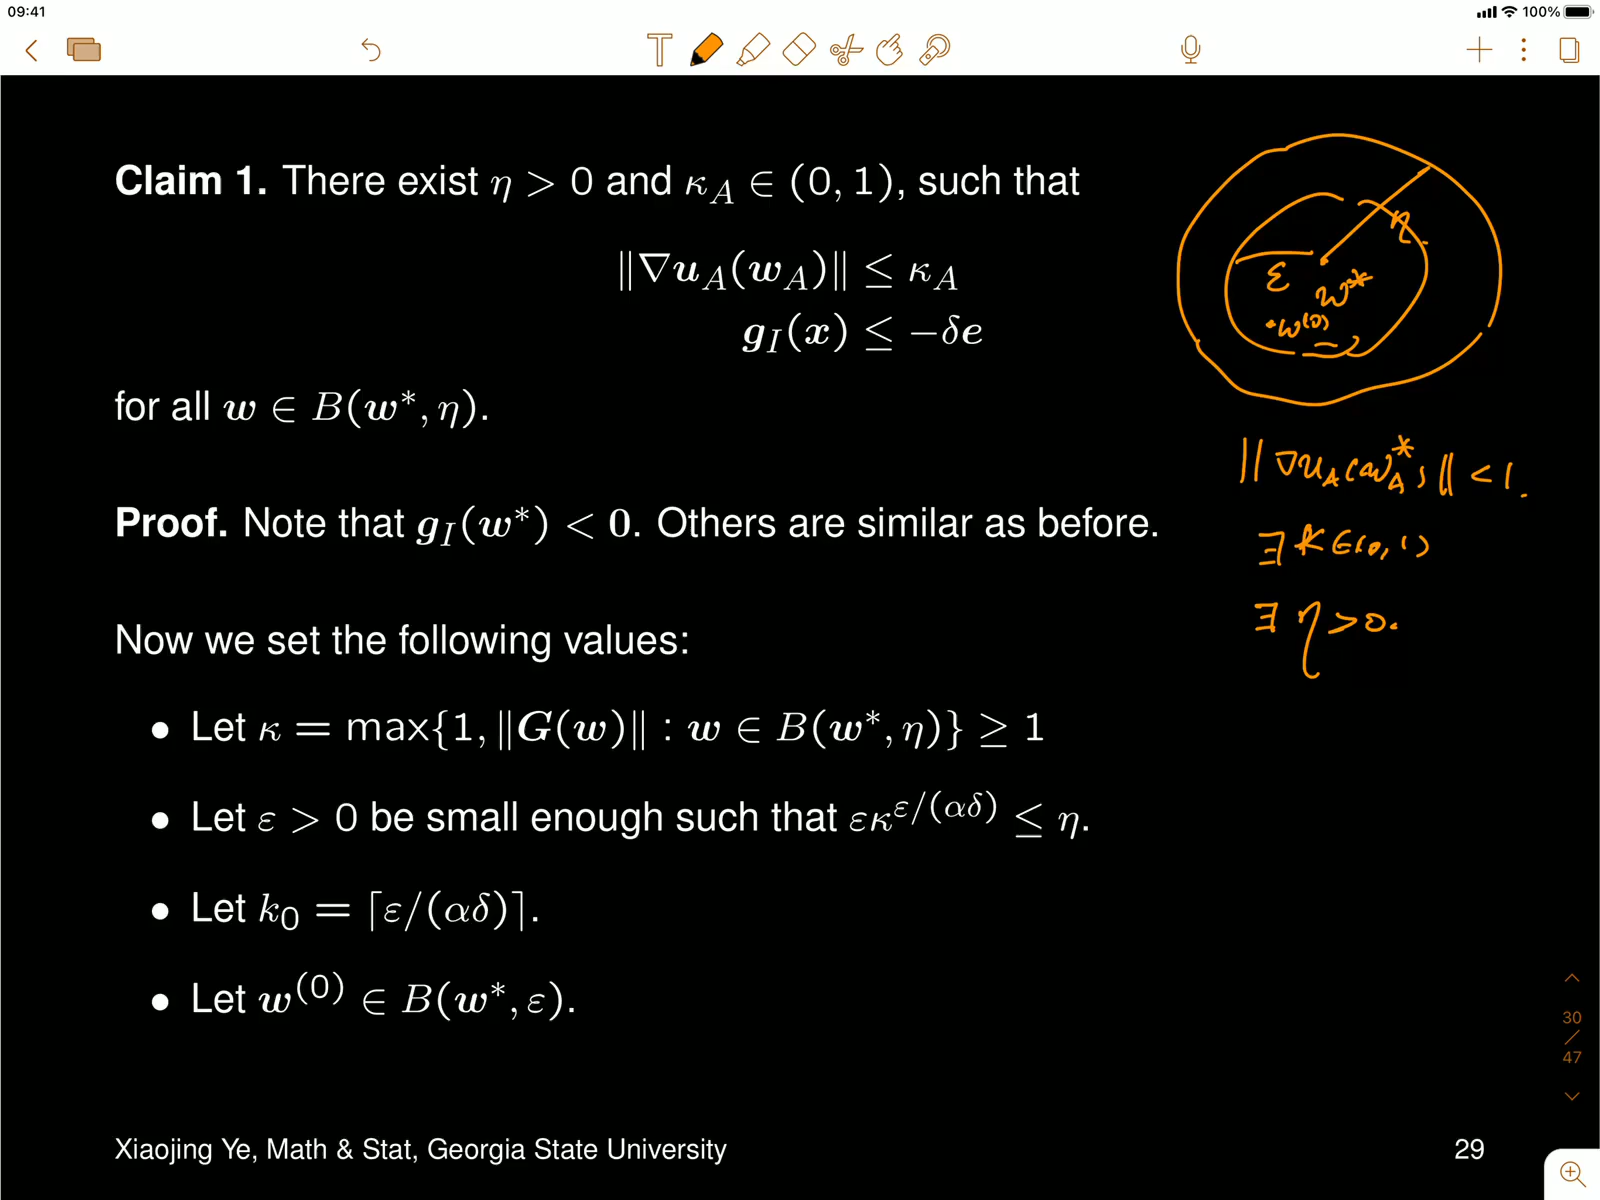 09:41
100%
Claim 1. There exist η > 0 and κ_A ∈ (0, 1), such that
‖∇u_A(w_A)‖ ≤ κ_A
g_I(x) ≤ −δe
for all w ∈ B(w*, η).
Proof. Note that g_I(w*) < 0. Others are similar as before.
Now we set the following values:
• Let κ = max{1, ‖G(w)‖ : w ∈ B(w*, η)} ≥ 1
• Let ε > 0 be small enough such that εκ^{ε/(αδ)} ≤ η.
• Let k_0 = ⌈ε/(αδ)⌉.
• Let w^{(0)} ∈ B(w*, ε).
η
ε
w*
w^{(0)}
‖∇u_A(w_A^*)‖ < 1.
∃ κ ∈ (0, 1)
∃ η > 0.
30
/
47
Xiaojing Ye, Math & Stat, Georgia State University
29